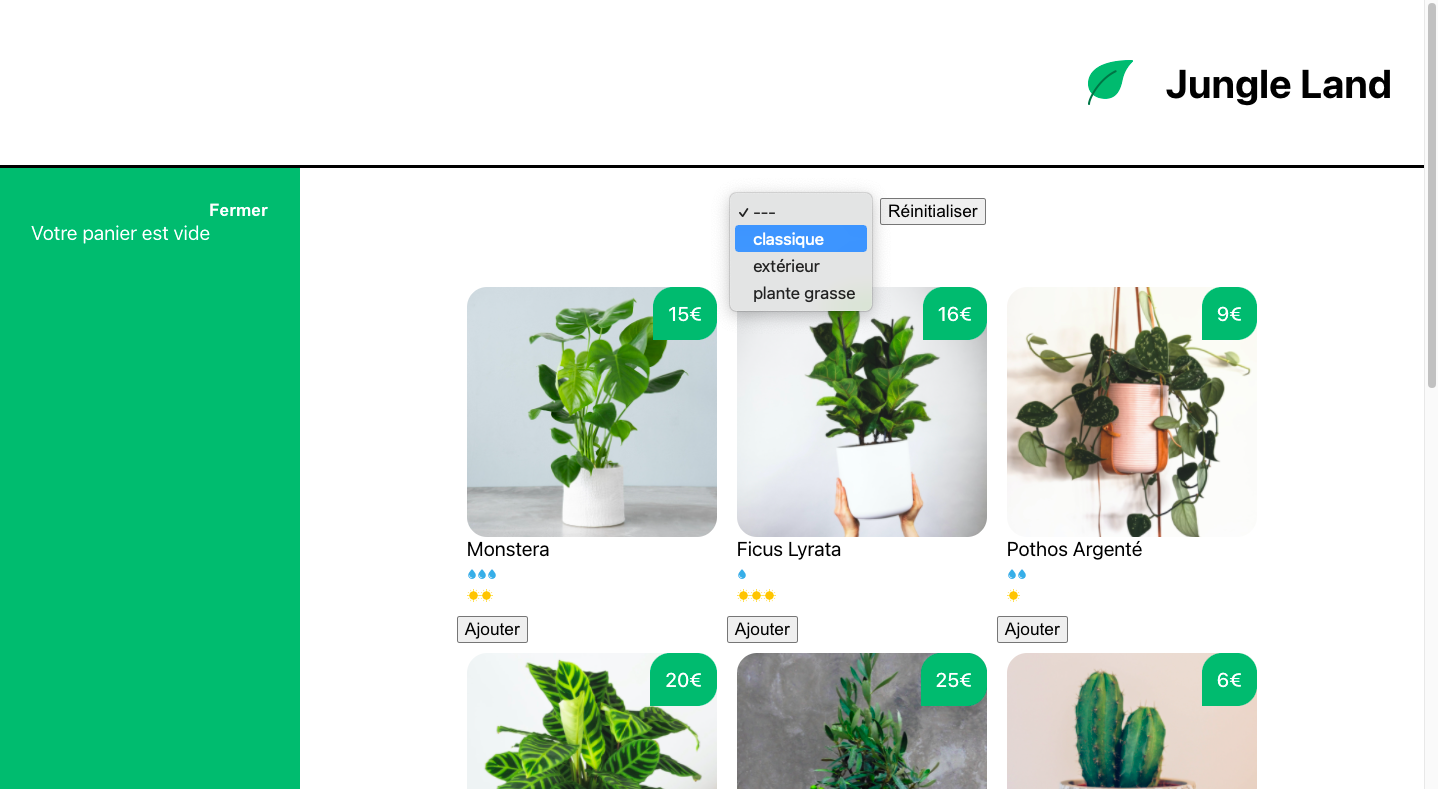 Jungle Land
Fermer
Votre panier est vide
✓ ---
classique
extérieur
plante grasse
Réinitialiser
15€
16€
9€
Monstera
Ficus Lyrata
Pothos Argenté
Ajouter
Ajouter
Ajouter
20€
25€
6€